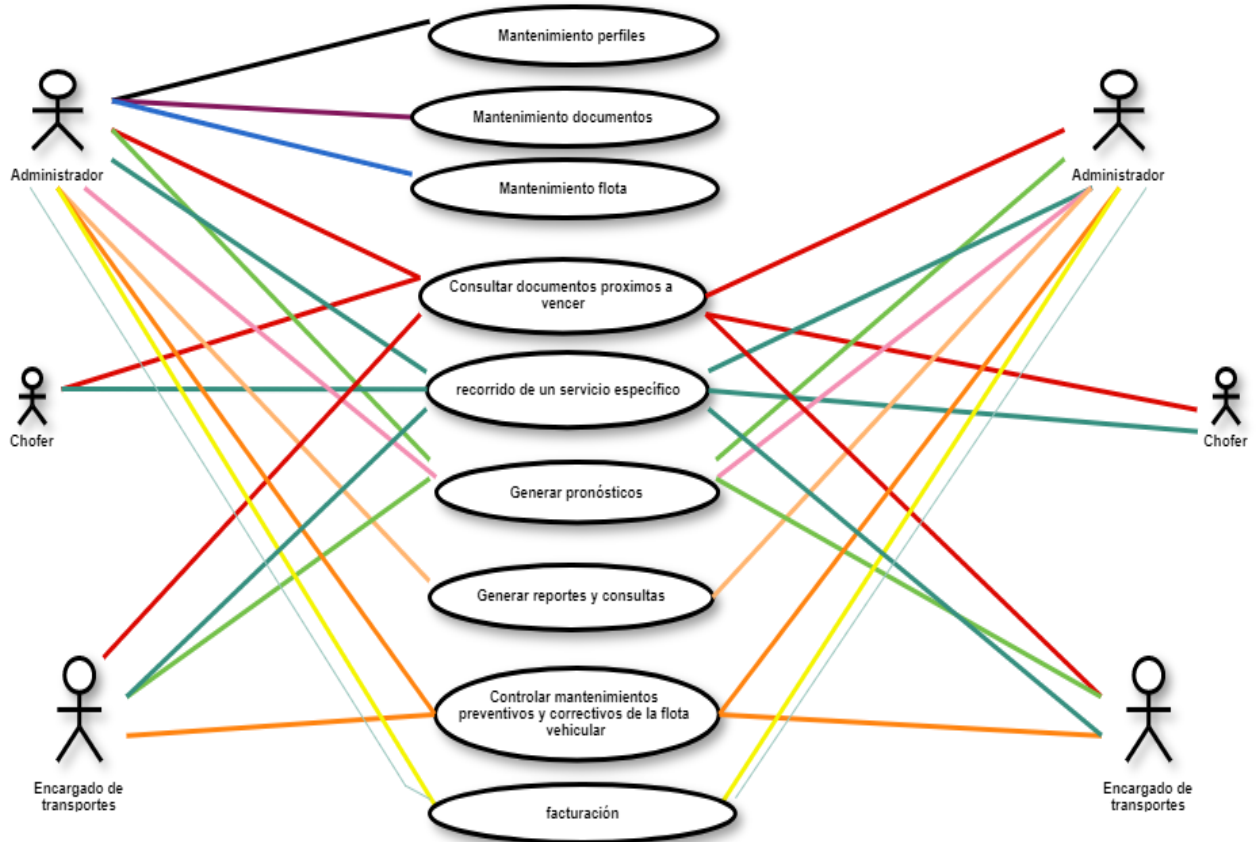 Mantenimiento perfiles
Mantenimiento documentos
Mantenimiento flota
Administrador
Administrador
Consultar documentos proximos a
vencer
recorrido de un servicio específico
Chofer
Chofer
Generar pronósticos
Generar reportes y consultas
Controlar mantenimientos
preventivos y correctivos de la flota
vehicular
Encargado de
transportes
Encargado de
transportes
facturación